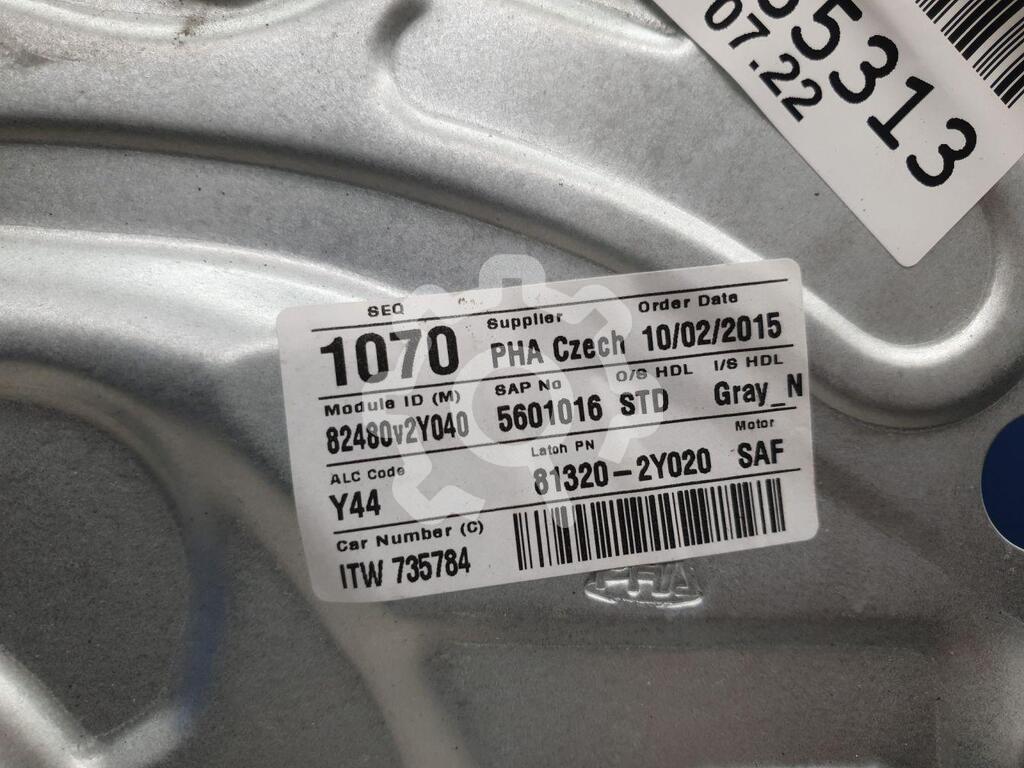 5313
07.22
SEQ Supplier Order Date
1070 PHA Czech 10/02/2015
Module ID (M) SAP No O/S HDL I/S HDL
82480v2Y040 5601016 STD Gray_N
ALC Code Latch PN Motor
Y44 81320-2Y020 SAF
Car Number (C)
ITW 735784
PHA